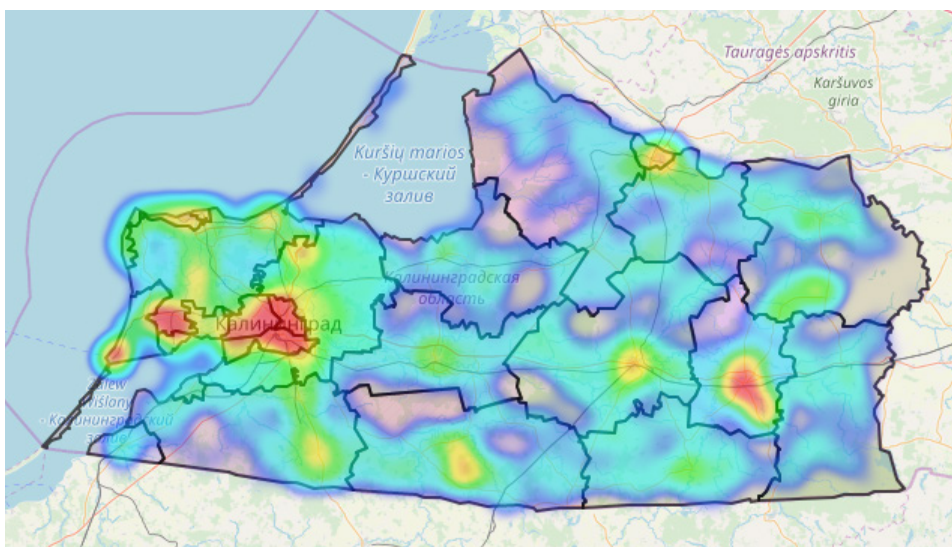 Tauragės apskritis
Karšuvos
giria
Kuršių marios
- Куршский
залив
Калининградская
область
Калининград
Zalew
Wiślany
- Калининградский
залив